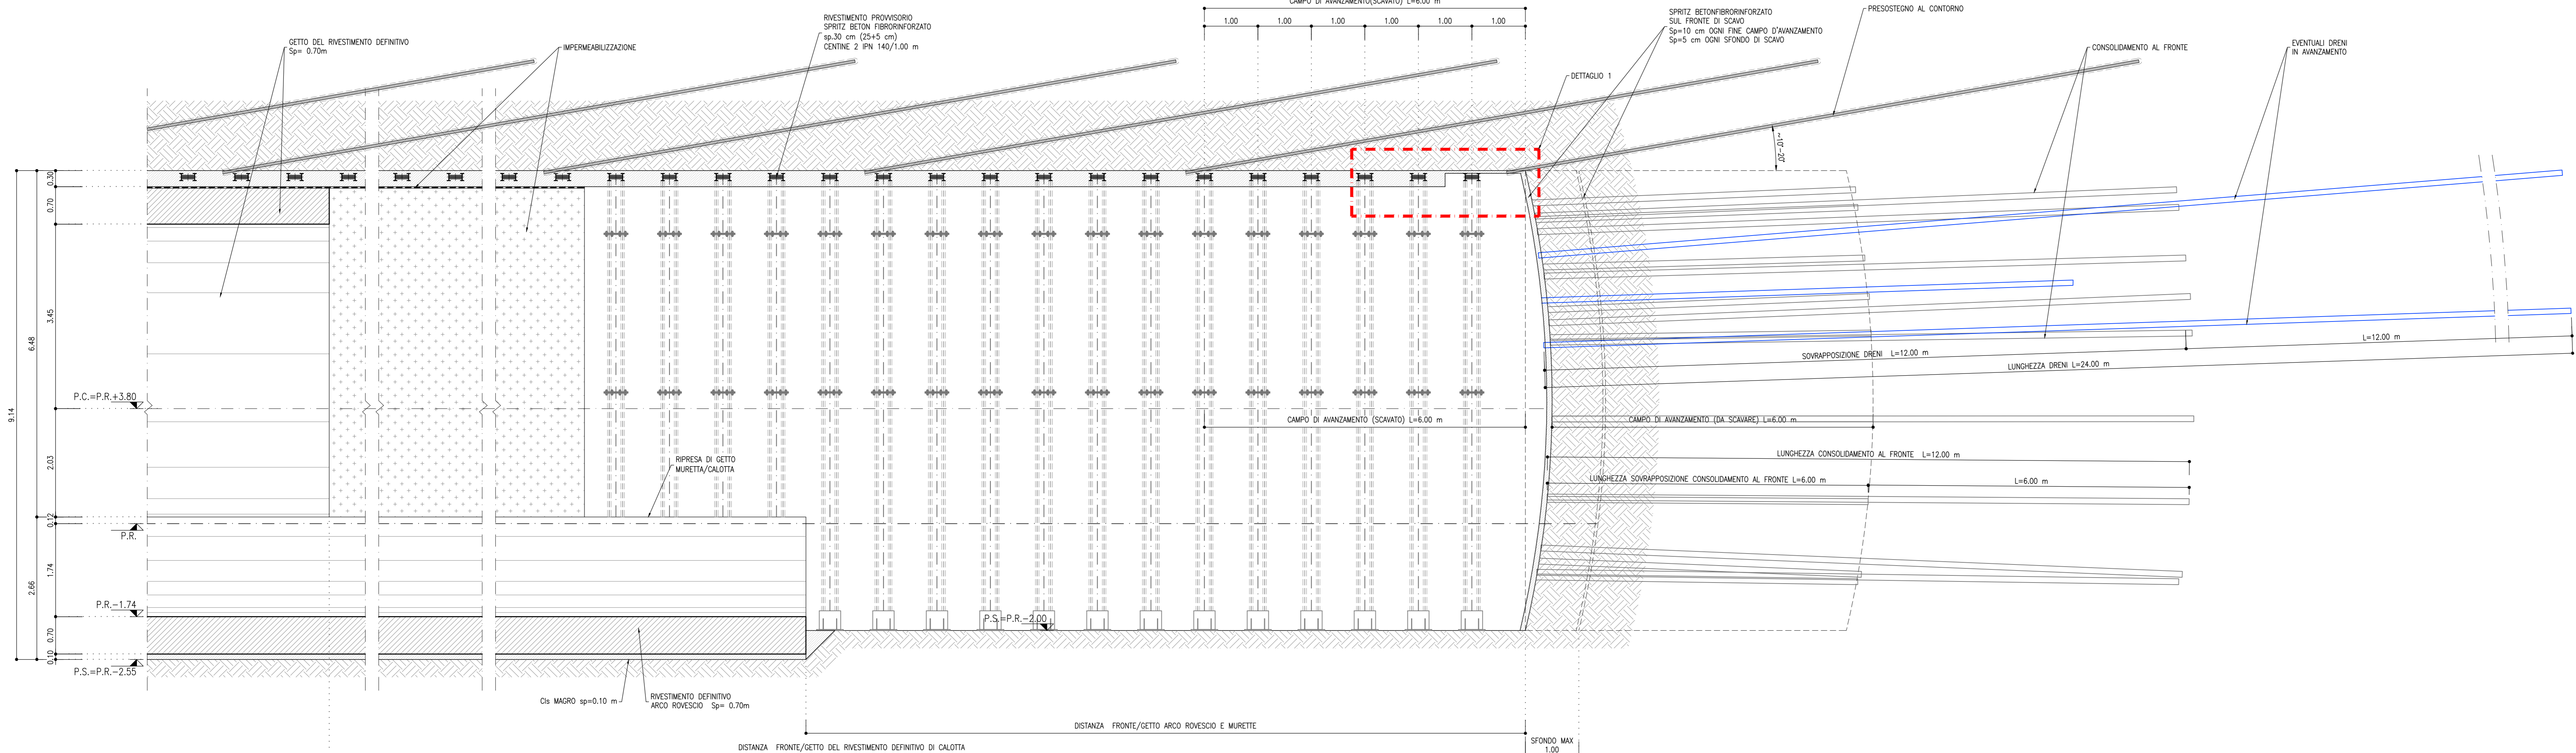 CAMPO DI AVANZAMENTO(SCAVATO) L=6.00 m
1.00 1.00 1.00 1.00 1.00 1.00
GETTO DEL RIVESTIMENTO DEFINITIVO
Sp= 0.70m
IMPERMEABILIZZAZIONE
RIVESTIMENTO PROVVISORIO
SPRITZ BETON FIBRORINFORZATO
sp.30 cm (25+5 cm)
CENTINE 2 IPN 140/1.00 m
SPRITZ BETONFIBRORINFORZATO
SUL FRONTE DI SCAVO
Sp=10 cm OGNI FINE CAMPO D'AVANZAMENTO
Sp=5 cm OGNI SFONDO DI SCAVO
PRESOSTEGNO AL CONTORNO
CONSOLIDAMENTO AL FRONTE
EVENTUALI DRENI
IN AVANZAMENTO
DETTAGLIO 1
~10°-20°
0.30
0.70
3.45
6.48
9.14
2.03
0.12
1.74
2.66
0.70
0.10
P.C.=P.R.+3.80
P.R.
P.R.-1.74
P.S.=P.R.-2.55
SOVRAPPOSIZIONE DRENI L=12.00 m
L=12.00 m
LUNGHEZZA DRENI L=24.00 m
CAMPO DI AVANZAMENTO (SCAVATO) L=6.00 m
CAMPO DI AVANZAMENTO (DA SCAVARE) L=6.00 m
LUNGHEZZA CONSOLIDAMENTO AL FRONTE L=12.00 m
LUNGHEZZA SOVRAPPOSIZIONE CONSOLIDAMENTO AL FRONTE L=6.00 m
L=6.00 m
RIPRESA DI GETTO
MURETTA/CALOTTA
P.S.=P.R.-2.00
Cls MAGRO sp=0.10 m
RIVESTIMENTO DEFINITIVO
ARCO ROVESCIO Sp= 0.70m
DISTANZA FRONTE/GETTO ARCO ROVESCIO E MURETTE
DISTANZA FRONTE/GETTO DEL RIVESTIMENTO DEFINITIVO DI CALOTTA
SFONDO MAX
1.00